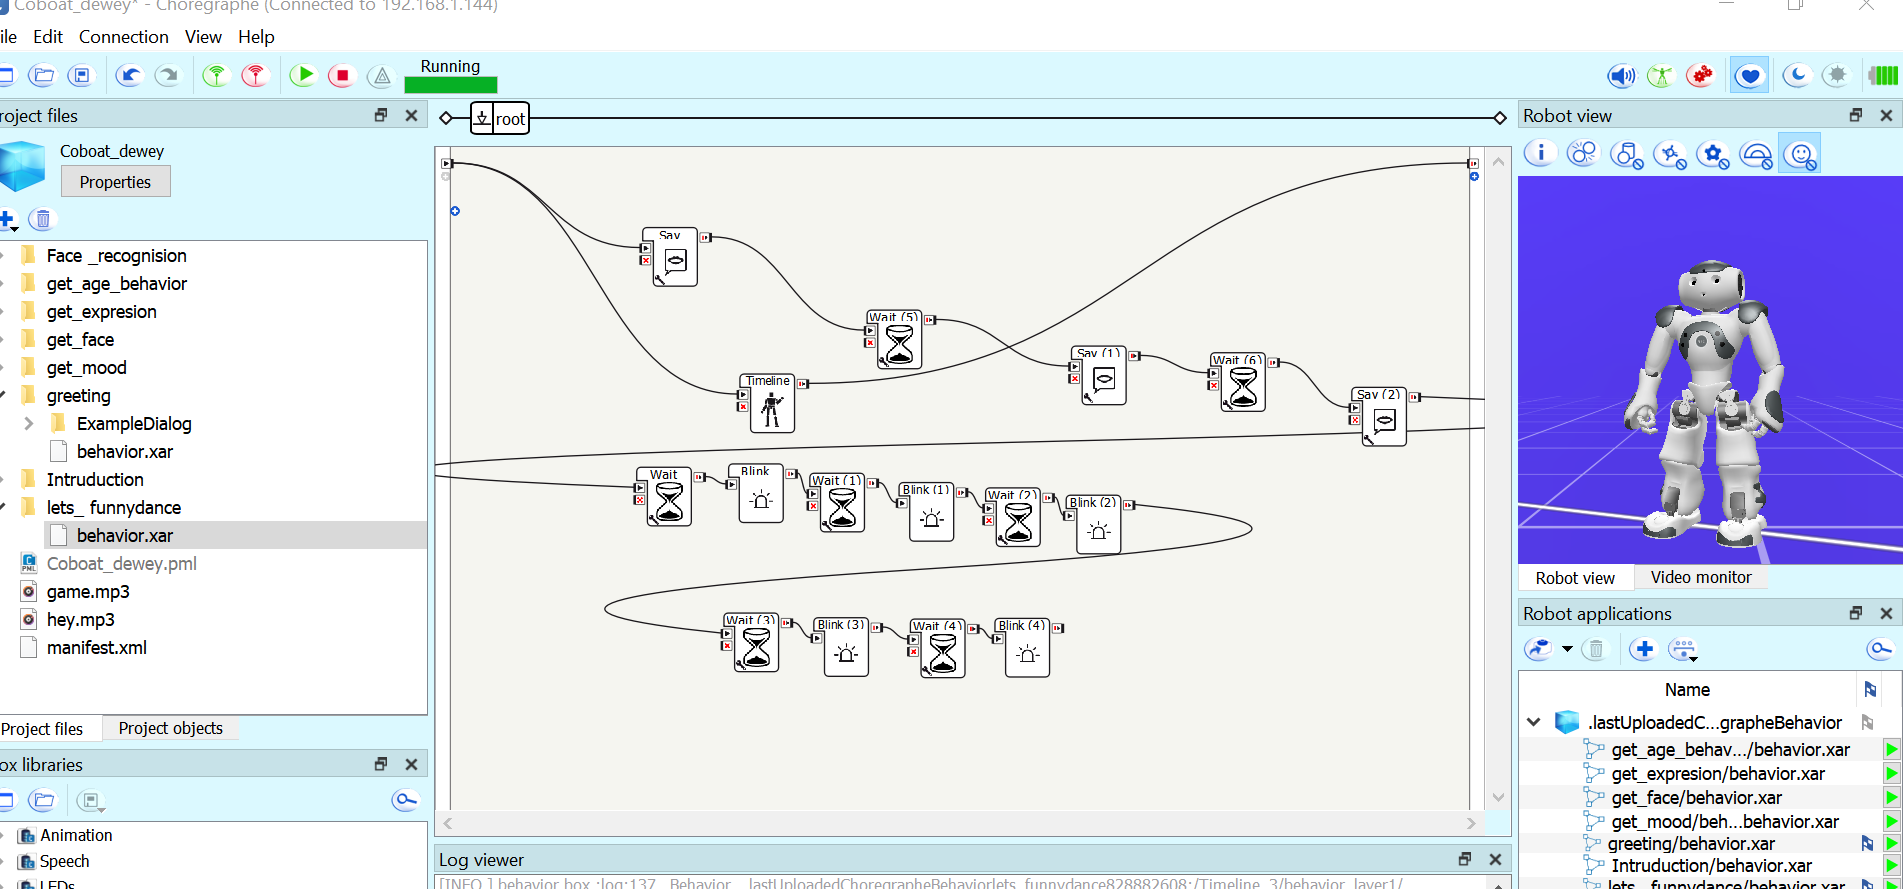 Coboat_dewey* - Choregraphe (Connected to 192.168.1.144)
ile Edit Connection View Help
Running
roject files
root
Robot view
Coboat_dewey
Properties
Face _recognision
get_age_behavior
get_expresion
get_face
get_mood
greeting
ExampleDialog
behavior.xar
Intruduction
lets_ funnydance
behavior.xar
Coboat_dewey.pml
game.mp3
hey.mp3
manifest.xml
Project files Project objects
ox libraries
Animation
Speech
LEDs
Say
Wait (5)
Say (1)
Wait (6)
Timeline
Say (2)
Wait
Blink
Wait (1)
Blink (1)
Wait (2)
Blink (2)
Wait (3)
Blink (3)
Wait (4)
Blink (4)
Log viewer
[INFO ] behavior.box :log:137 _Behavior__lastUploadedChoregrapheBehaviorlets_funnydance828882608:/Timeline_3/behavior_layer1/
Robot view Video monitor
Robot applications
Name
.lastUploadedC...grapheBehavior
get_age_behav.../behavior.xar
get_expresion/behavior.xar
get_face/behavior.xar
get_mood/beh...behavior.xar
greeting/behavior.xar
Intruduction/behavior.xar
lets_ funnydance/behavior.xar